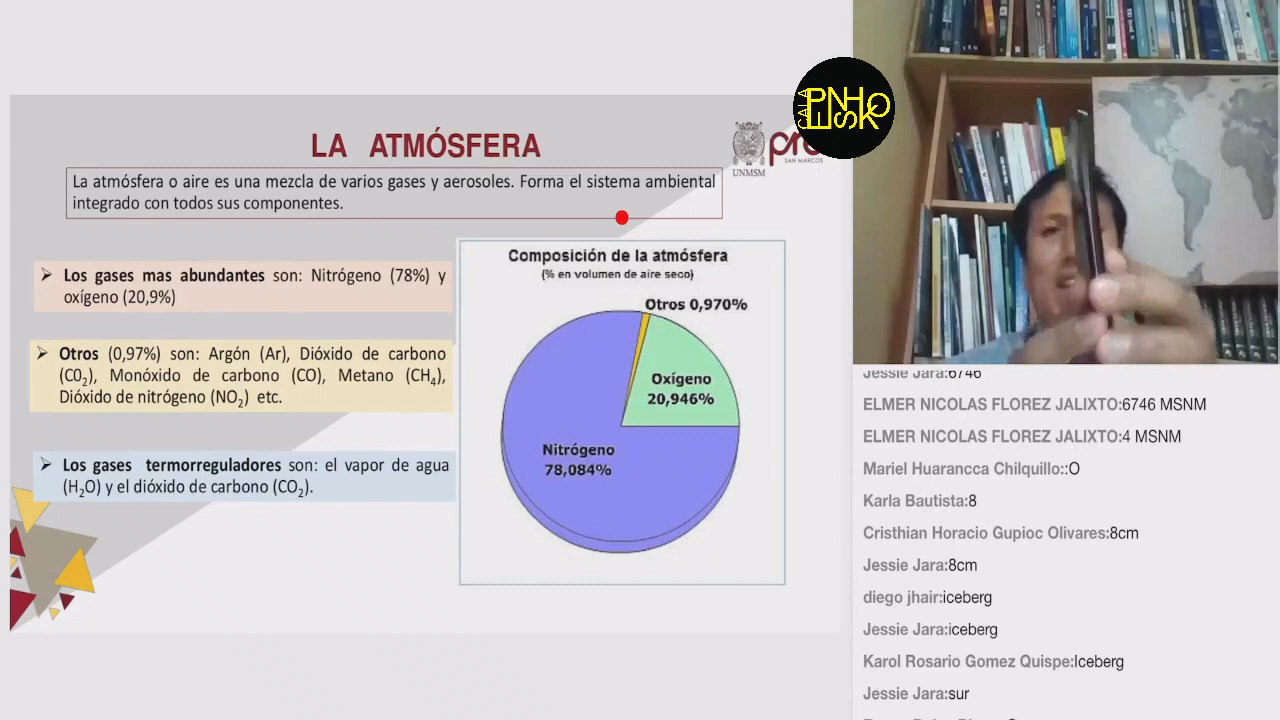 LA ATMÓSFERA
UNMSM
SAN MARCOS
La atmósfera o aire es una mezcla de varios gases y aerosoles. Forma el sistema ambiental
integrado con todos sus componentes.
Los gases mas abundantes son: Nitrógeno (78%) y
oxígeno (20,9%)
Otros (0,97%) son: Argón (Ar), Dióxido de carbono
(C0₂), Monóxido de carbono (CO), Metano (CH₄),
Dióxido de nitrógeno (NO₂) etc.
Los gases termorreguladores son: el vapor de agua
(H₂O) y el dióxido de carbono (CO₂).
Composición de la atmósfera
(% en volumen de aire seco)
Otros 0,970%
Oxígeno
20,946%
Nitrógeno
78,084%
Jessie Jara:6746
ELMER NICOLAS FLOREZ JALIXTO:6746 MSNM
ELMER NICOLAS FLOREZ JALIXTO:4 MSNM
Mariel Huarancca Chilquillo::O
Karla Bautista:8
Cristhian Horacio Gupioc Olivares:8cm
Jessie Jara:8cm
diego jhair:iceberg
Jessie Jara:iceberg
Karol Rosario Gomez Quispe:Iceberg
Jessie Jara:sur